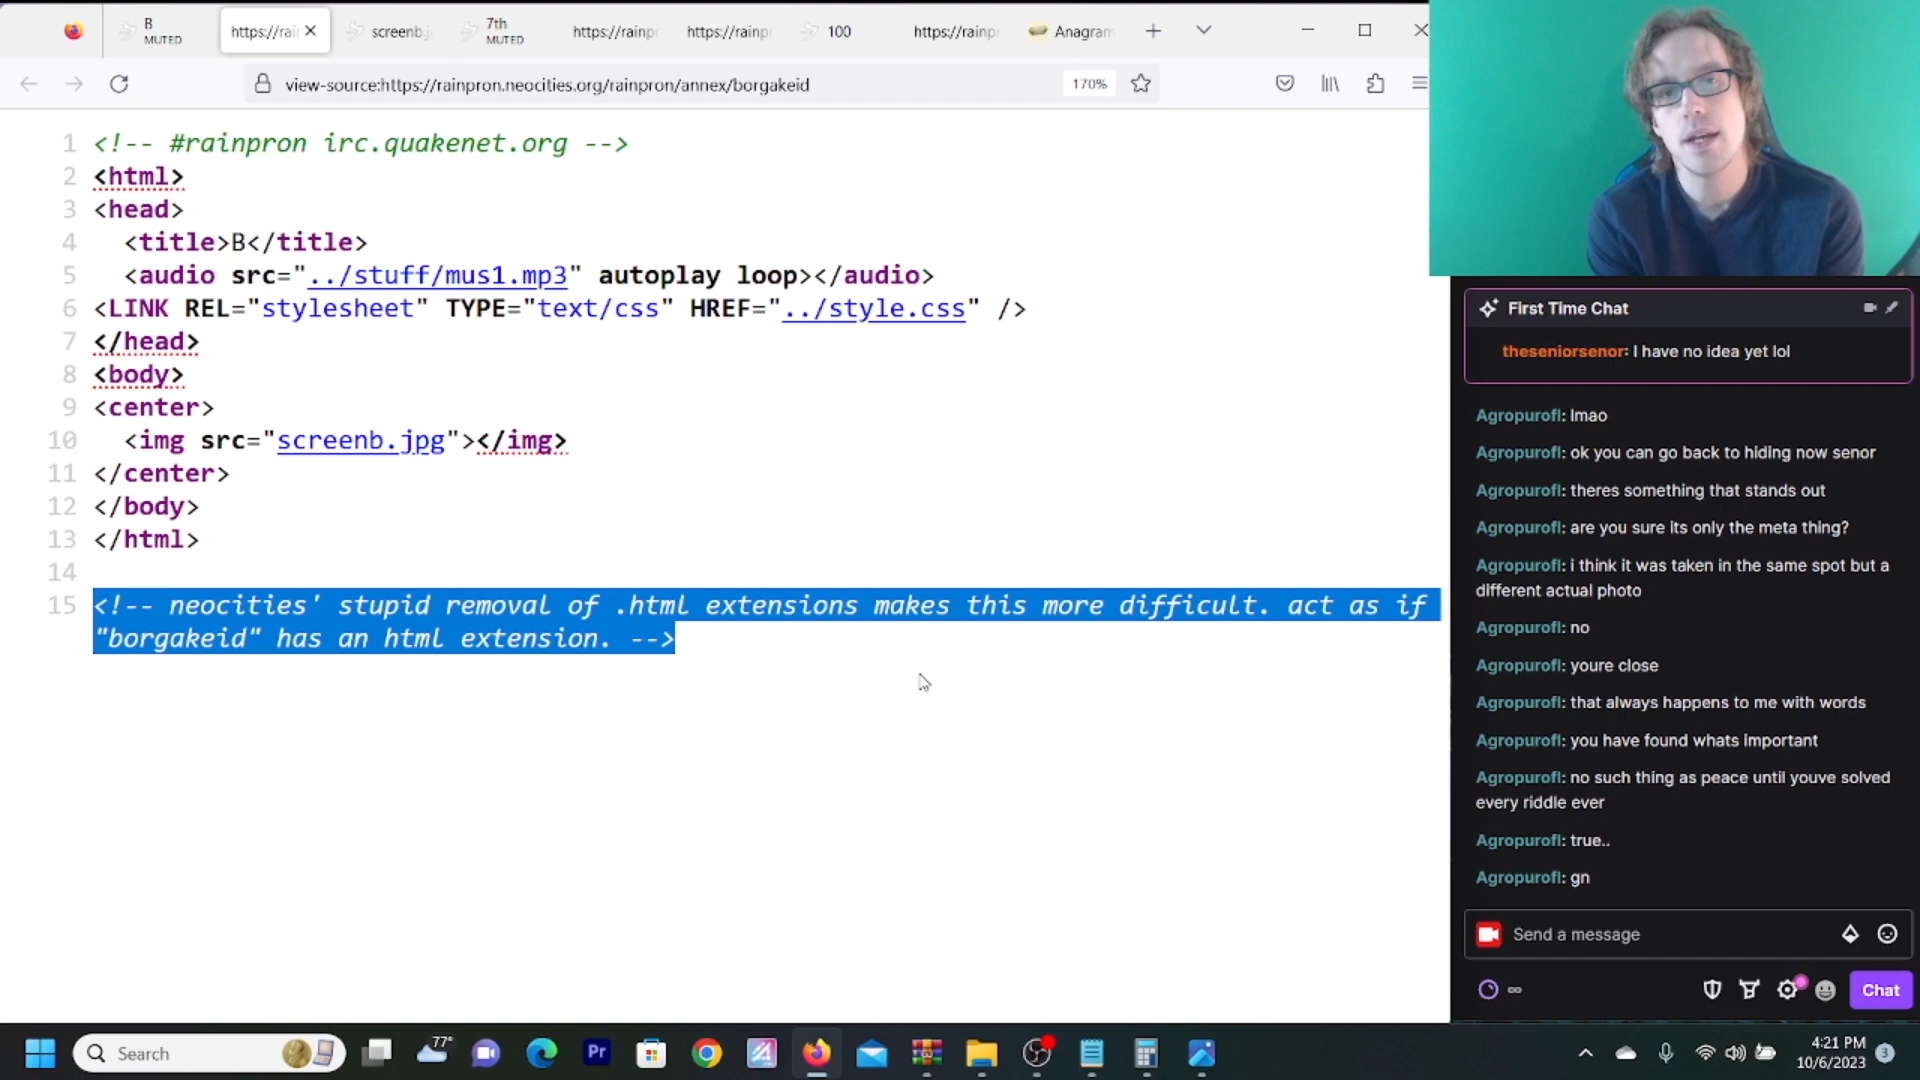 B
MUTED
https://rai
screenb.j
7th
MUTED
https://rainp
https://rainp
100
https://rainp
Anagram
view-source:https://rainpron.neocities.org/rainpron/annex/borgakeid
170%
1 <!-- #rainpron irc.quakenet.org -->
2 <html>
3 <head>
4 <title>B</title>
5 <audio src="../stuff/mus1.mp3" autoplay loop></audio>
6 <LINK REL="stylesheet" TYPE="text/css" HREF="../style.css" />
7 </head>
8 <body>
9 <center>
10 <img src="screenb.jpg"></img>
11 </center>
12 </body>
13 </html>
14
15 <!-- neocities' stupid removal of .html extensions makes this more difficult. act as if
"borgakeid" has an html extension. -->
First Time Chat
theseniorsenor: I have no idea yet lol
Agropurofl: lmao
Agropurofl: ok you can go back to hiding now senor
Agropurofl: theres something that stands out
Agropurofl: are you sure its only the meta thing?
Agropurofl: i think it was taken in the same spot but a
different actual photo
Agropurofl: no
Agropurofl: youre close
Agropurofl: that always happens to me with words
Agropurofl: you have found whats important
Agropurofl: no such thing as peace until youve solved
every riddle ever
Agropurofl: true..
Agropurofl: gn
Send a message
Chat
Search
77°
Pr
4:21 PM
10/6/2023
3